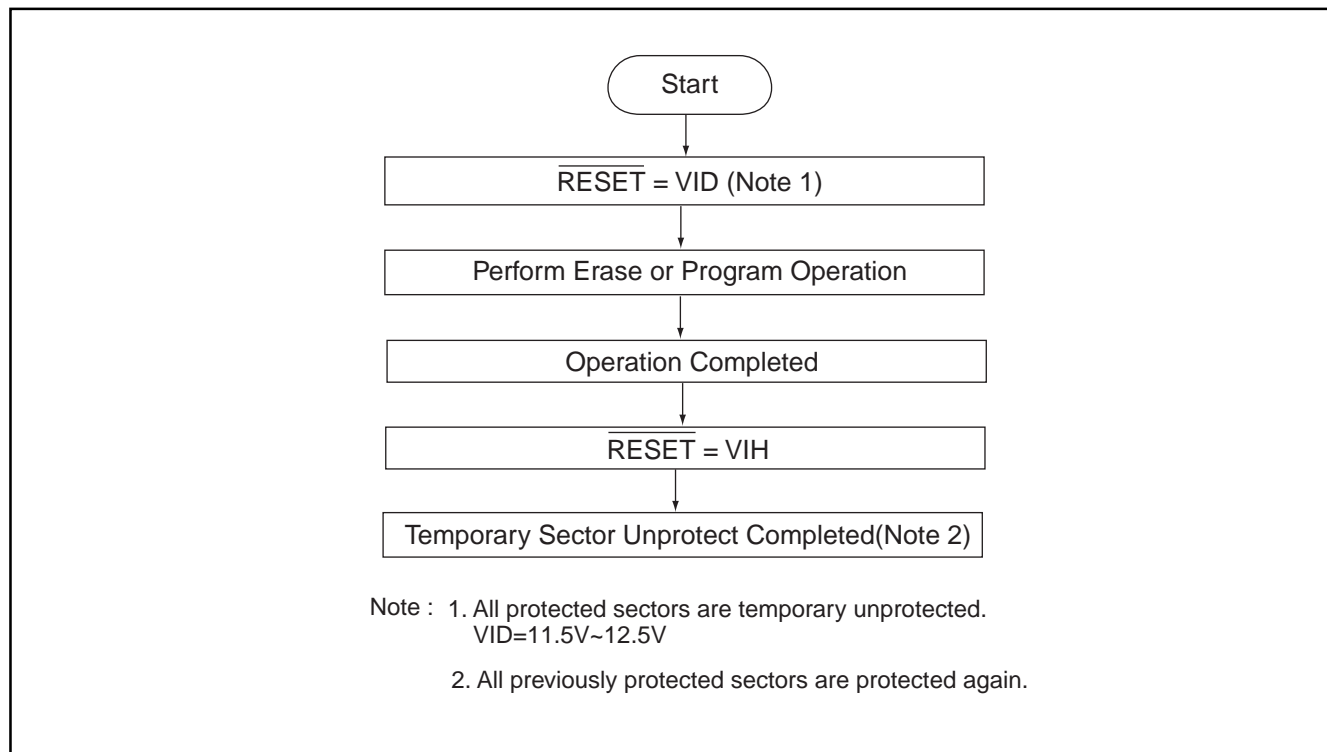 Start
R̅E̅S̅E̅T̅ = VID (Note 1)
Perform Erase or Program Operation
Operation Completed
R̅E̅S̅E̅T̅ = VIH
Temporary Sector Unprotect Completed(Note 2)
Note : 1. All protected sectors are temporary unprotected.
VID=11.5V~12.5V
2. All previously protected sectors are protected again.